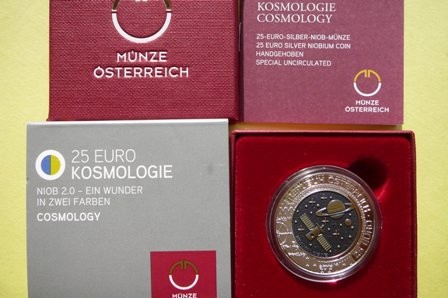 MÜNZE
ÖSTERREICH
KOSMOLOGIE
COSMOLOGY
25-EURO-SILBER-NIOB-MÜNZE
25 EURO SILVER NIOBIUM COIN
HANDGEHOBEN
SPECIAL UNCIRCULATED
MÜNZE
ÖSTERREICH
25 EURO
KOSMOLOGIE
NIOB 2.0 – EIN WUNDER
IN ZWEI FARBEN
COSMOLOGY
MÜNZE